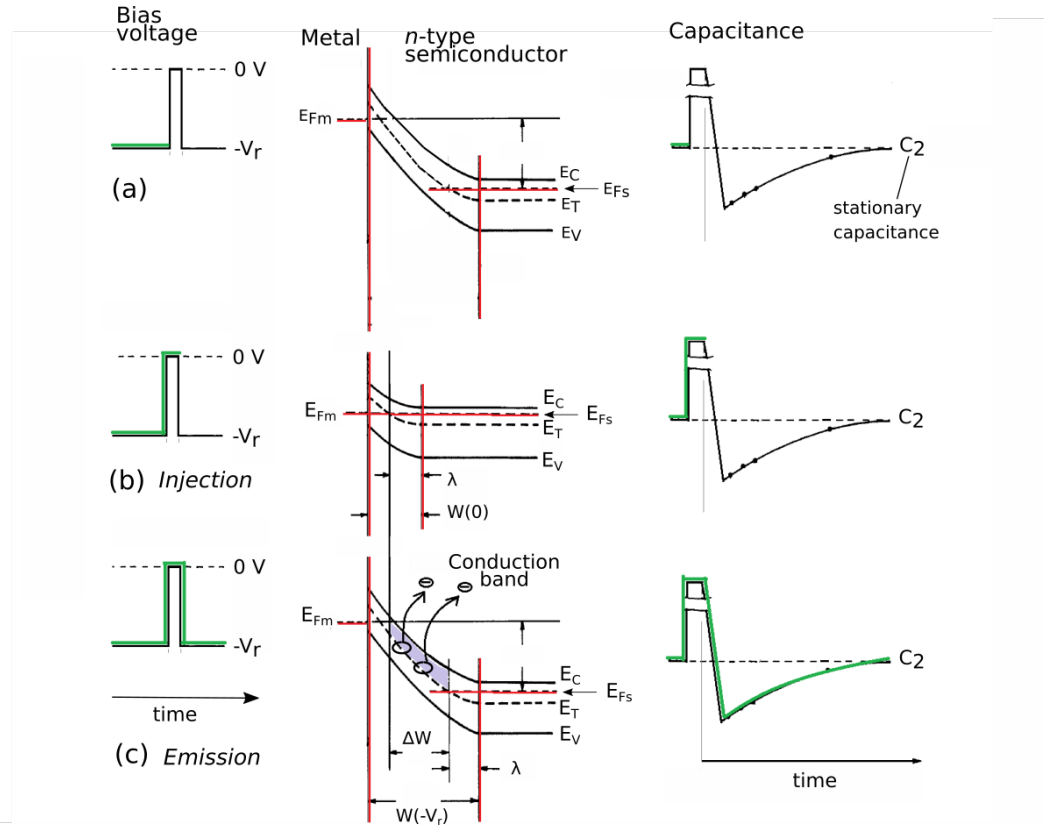 Bias
voltage
Metal
n-type
semiconductor
Capacitance
0 V
-Vr
(a)
EFm
EC
EFs
ET
EV
C2
stationary
capacitance
0 V
-Vr
(b) Injection
EFm
EC
EFs
ET
EV
λ
W(0)
C2
0 V
-Vr
time
(c) Emission
Conduction
band
⊖ ⊖
EFm
EC
EFs
ET
EV
ΔW
λ
W(-Vr)
C2
time